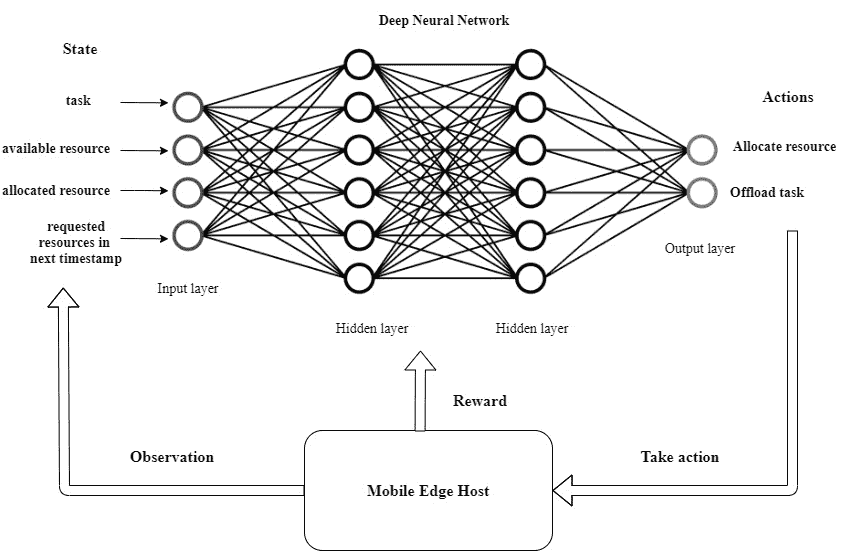 Deep Neural Network
State
task
available resource
allocated resource
requested
resources in
next timestamp
Input layer
Hidden layer
Hidden layer
Actions
Allocate resource
Offload task
Output layer
Reward
Observation
Take action
Mobile Edge Host